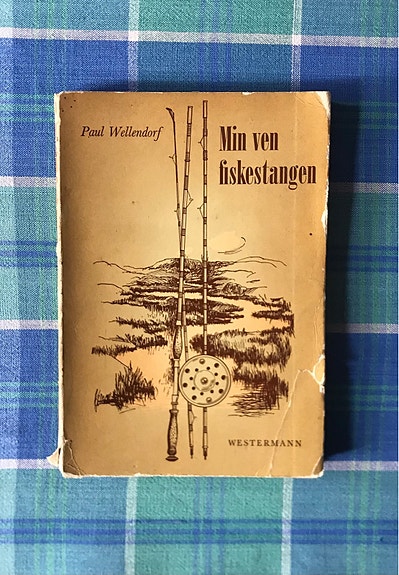 Paul Wellendorf
Min ven
fiskestangen
WESTERMANN